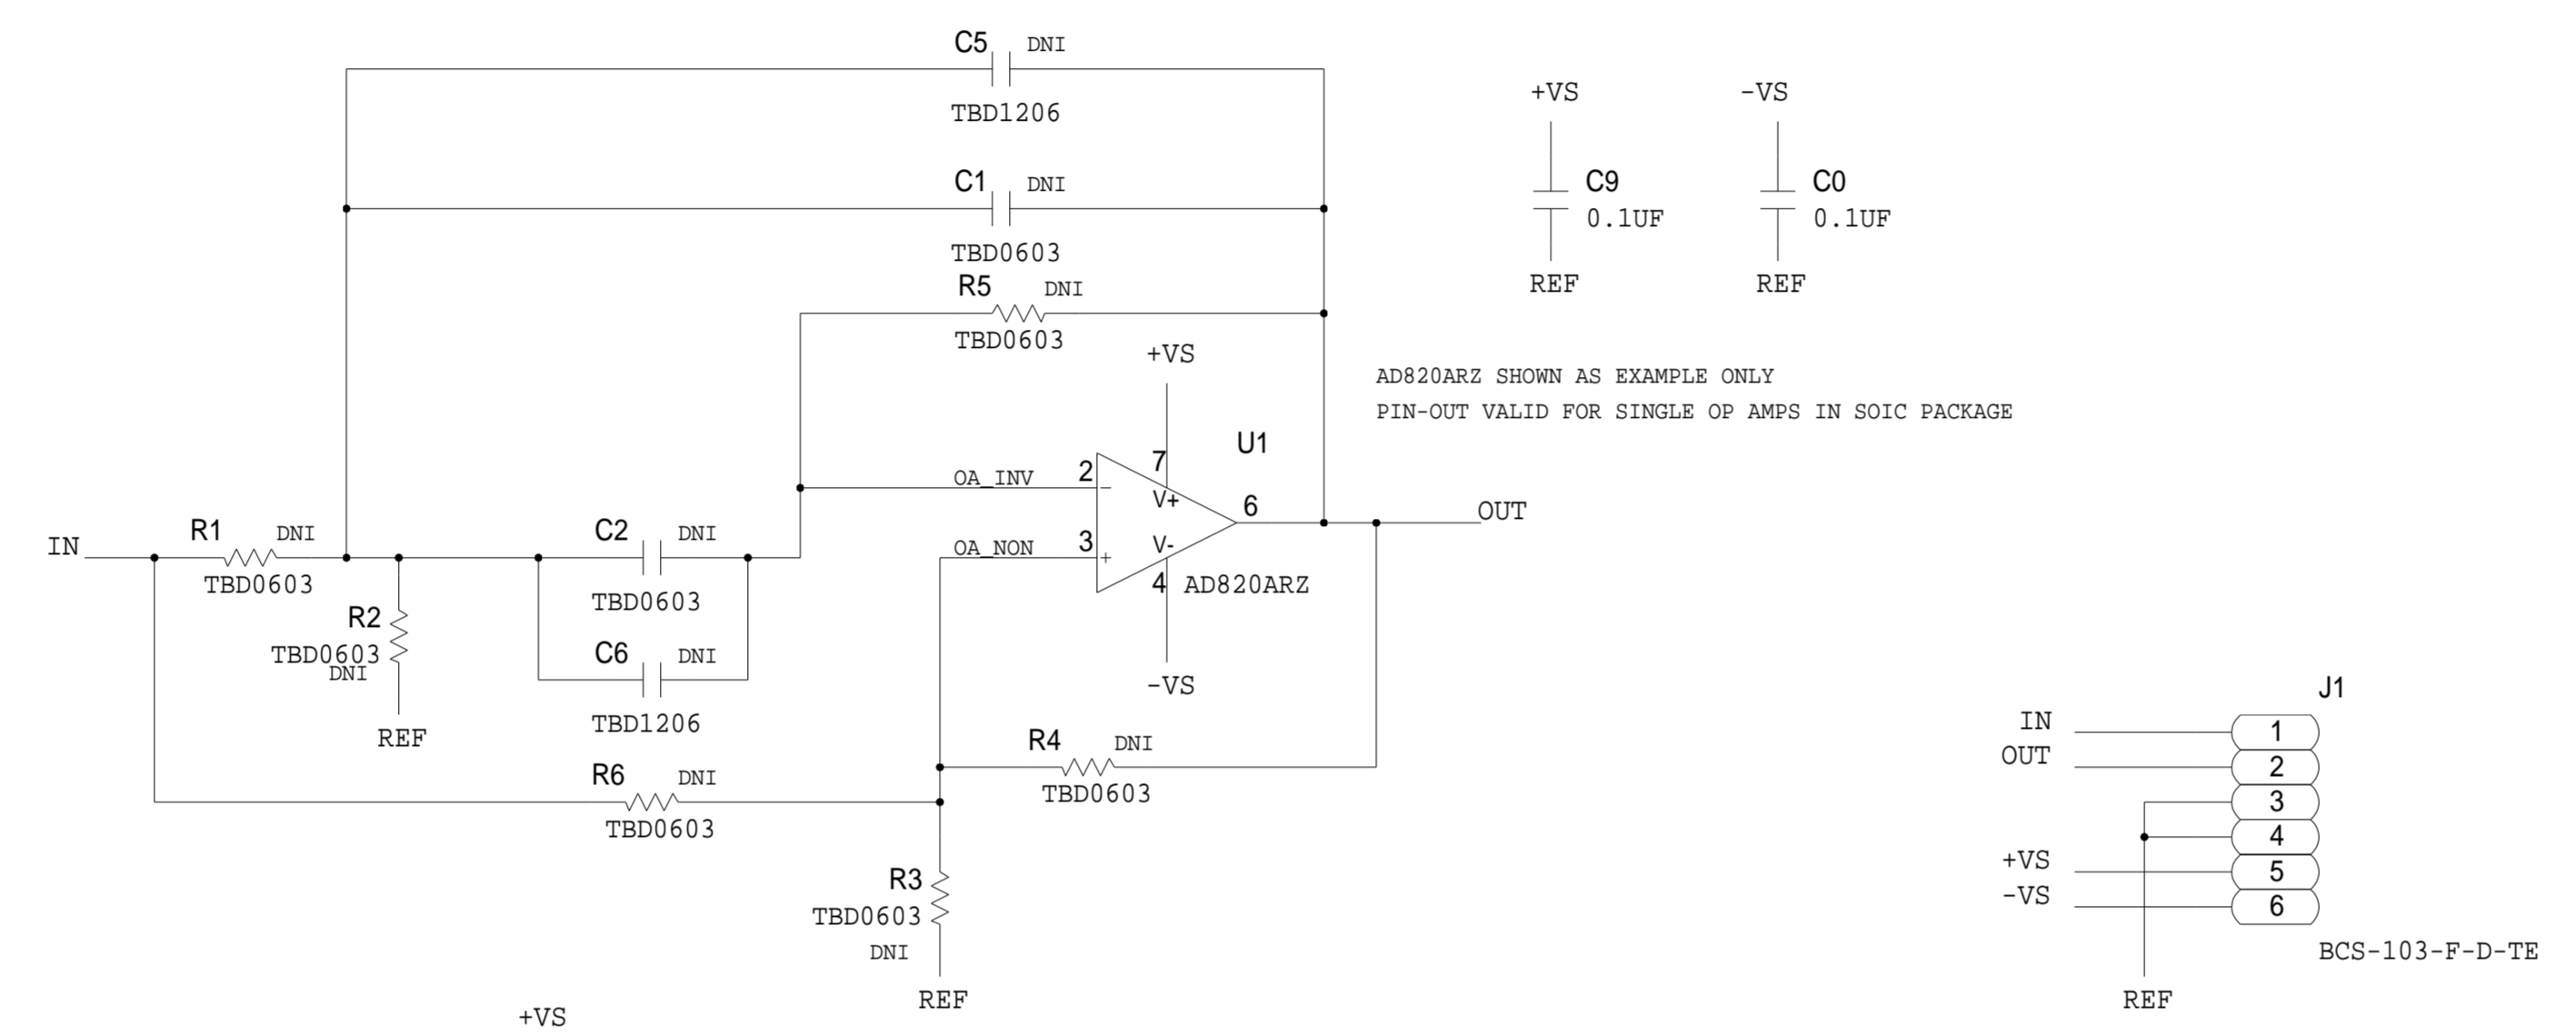 C5 DNI
TBD1206
C1 DNI
TBD0603
R5 DNI
TBD0603
+VS
C9
0.1UF
REF
-VS
C0
0.1UF
REF
AD820ARZ SHOWN AS EXAMPLE ONLY
PIN-OUT VALID FOR SINGLE OP AMPS IN SOIC PACKAGE
+VS
U1
7
V+
OA_INV 2
-
6
OUT
OA_NON 3
+
V-
4
AD820ARZ
-VS
IN
R1 DNI
TBD0603
R2
TBD0603
DNI
REF
C2 DNI
TBD0603
C6 DNI
TBD1206
R6 DNI
TBD0603
R4 DNI
TBD0603
R3
TBD0603
DNI
REF
+VS
J1
IN 1
OUT 2
3
4
+VS 5
-VS 6
BCS-103-F-D-TE
REF